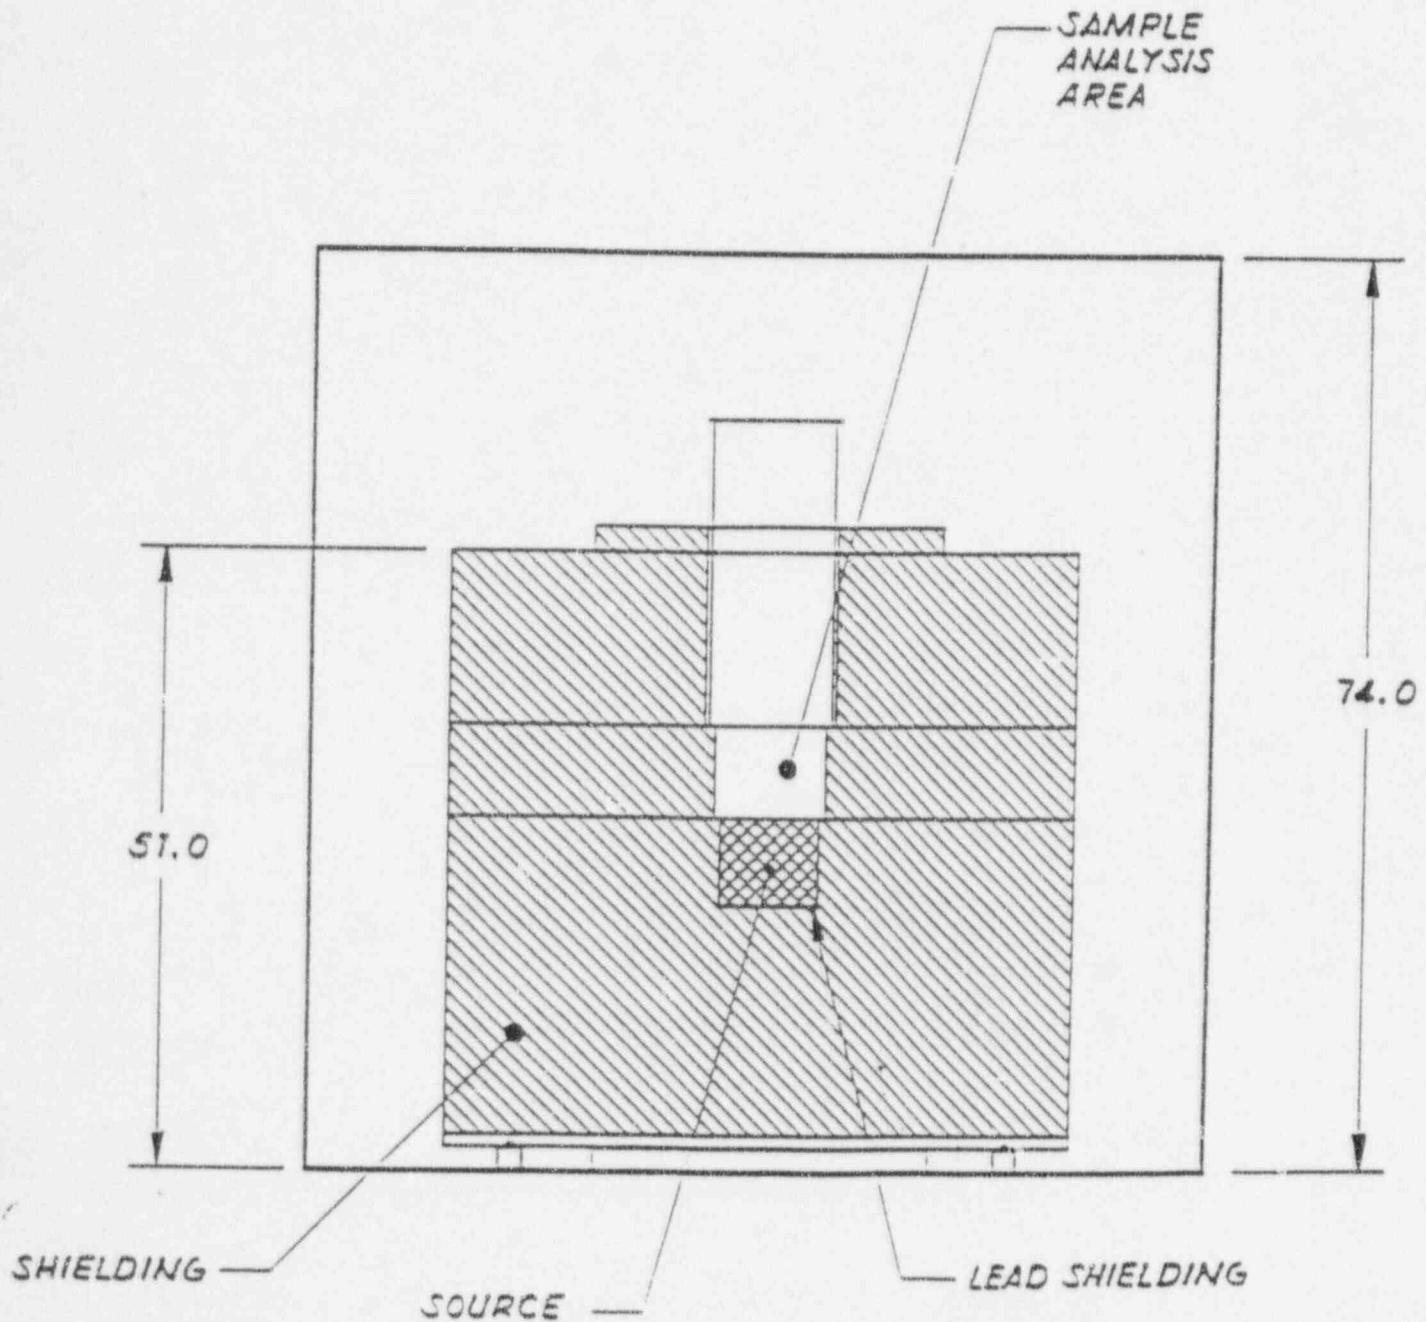 SAMPLE
ANALYSIS
AREA
74.0
51.0
SHIELDING
LEAD SHIELDING
SOURCE